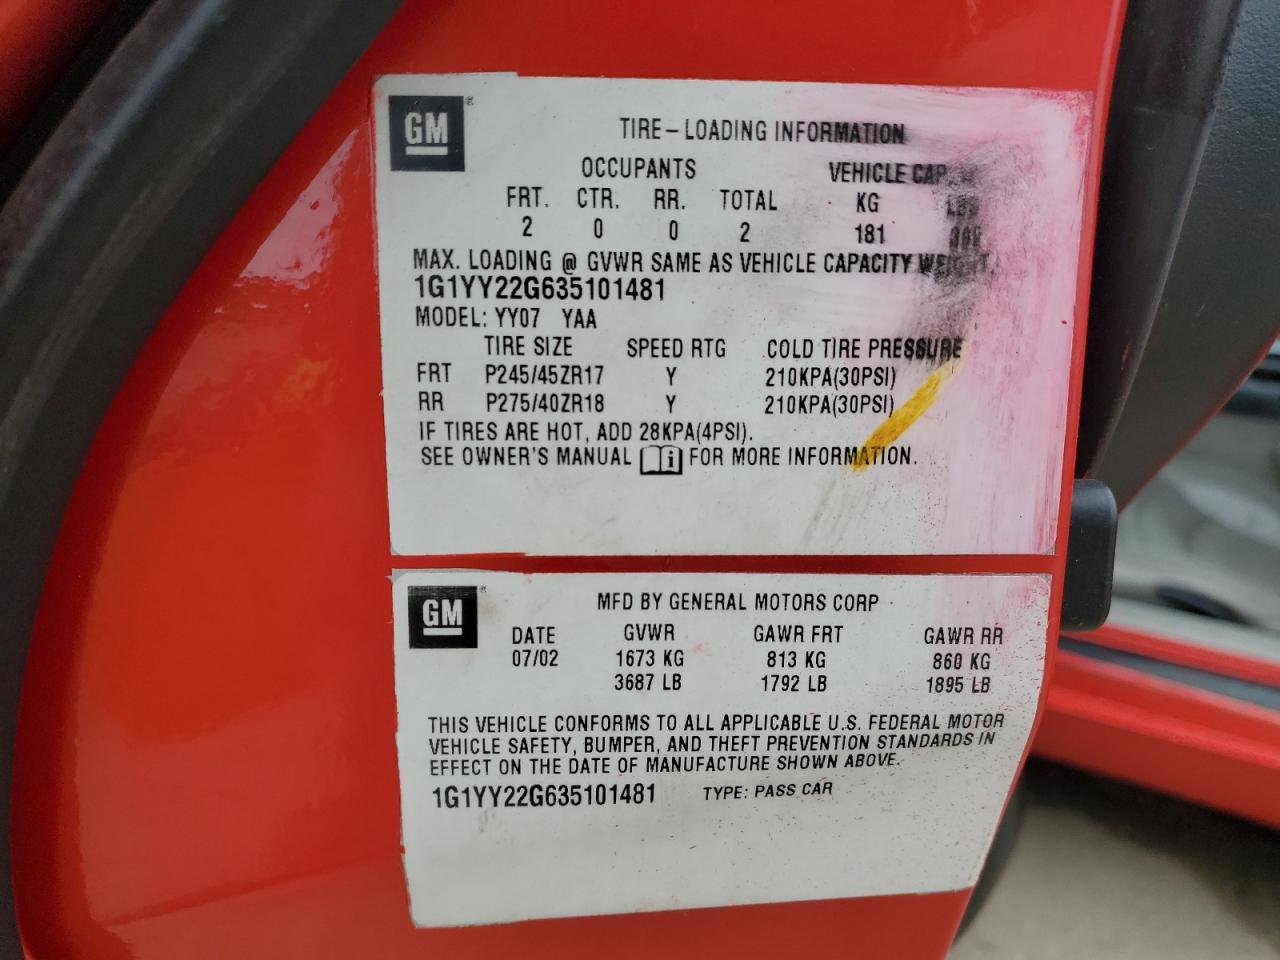 GM
TIRE-LOADING INFORMATION
OCCUPANTS VEHICLE CAP.
FRT. CTR. RR. TOTAL KG LBS
2 0 0 2 181
MAX. LOADING @ GVWR SAME AS VEHICLE CAPACITY WEIGHT.
1G1YY22G635101481
MODEL: YY07 YAA
TIRE SIZE SPEED RTG COLD TIRE PRESSURE
FRT P245/45ZR17 Y 210KPA(30PSI)
RR P275/40ZR18 Y 210KPA(30PSI)
IF TIRES ARE HOT, ADD 28KPA(4PSI).
SEE OWNER'S MANUAL i FOR MORE INFORMATION.
GM
MFD BY GENERAL MOTORS CORP
DATE GVWR GAWR FRT GAWR RR
07/02 1673 KG 813 KG 860 KG
3687 LB 1792 LB 1895 LB
THIS VEHICLE CONFORMS TO ALL APPLICABLE U.S. FEDERAL MOTOR
VEHICLE SAFETY, BUMPER, AND THEFT PREVENTION STANDARDS IN
EFFECT ON THE DATE OF MANUFACTURE SHOWN ABOVE.
1G1YY22G635101481 TYPE: PASS CAR